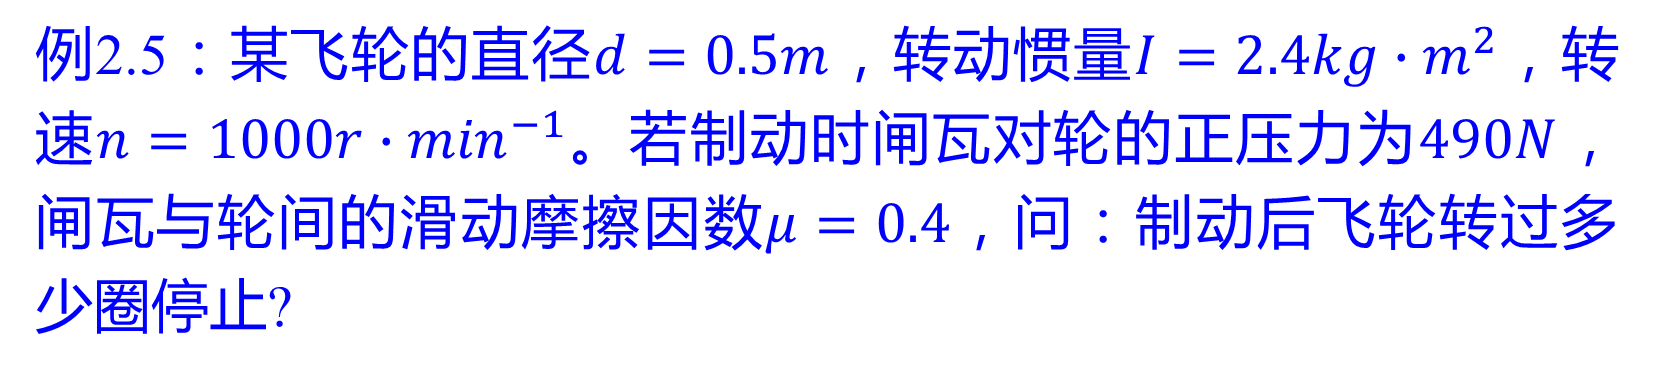 例2.5：某飞轮的直径d = 0.5m，转动惯量I = 2.4kg · m²，转
速n = 1000r · min⁻¹。若制动时闸瓦对轮的正压力为490N，
闸瓦与轮间的滑动摩擦因数μ = 0.4，问：制动后飞轮转过多
少圈停止?